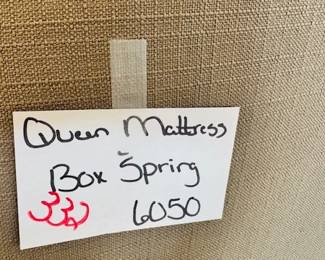 Queen Mattress
Box Spring
6050